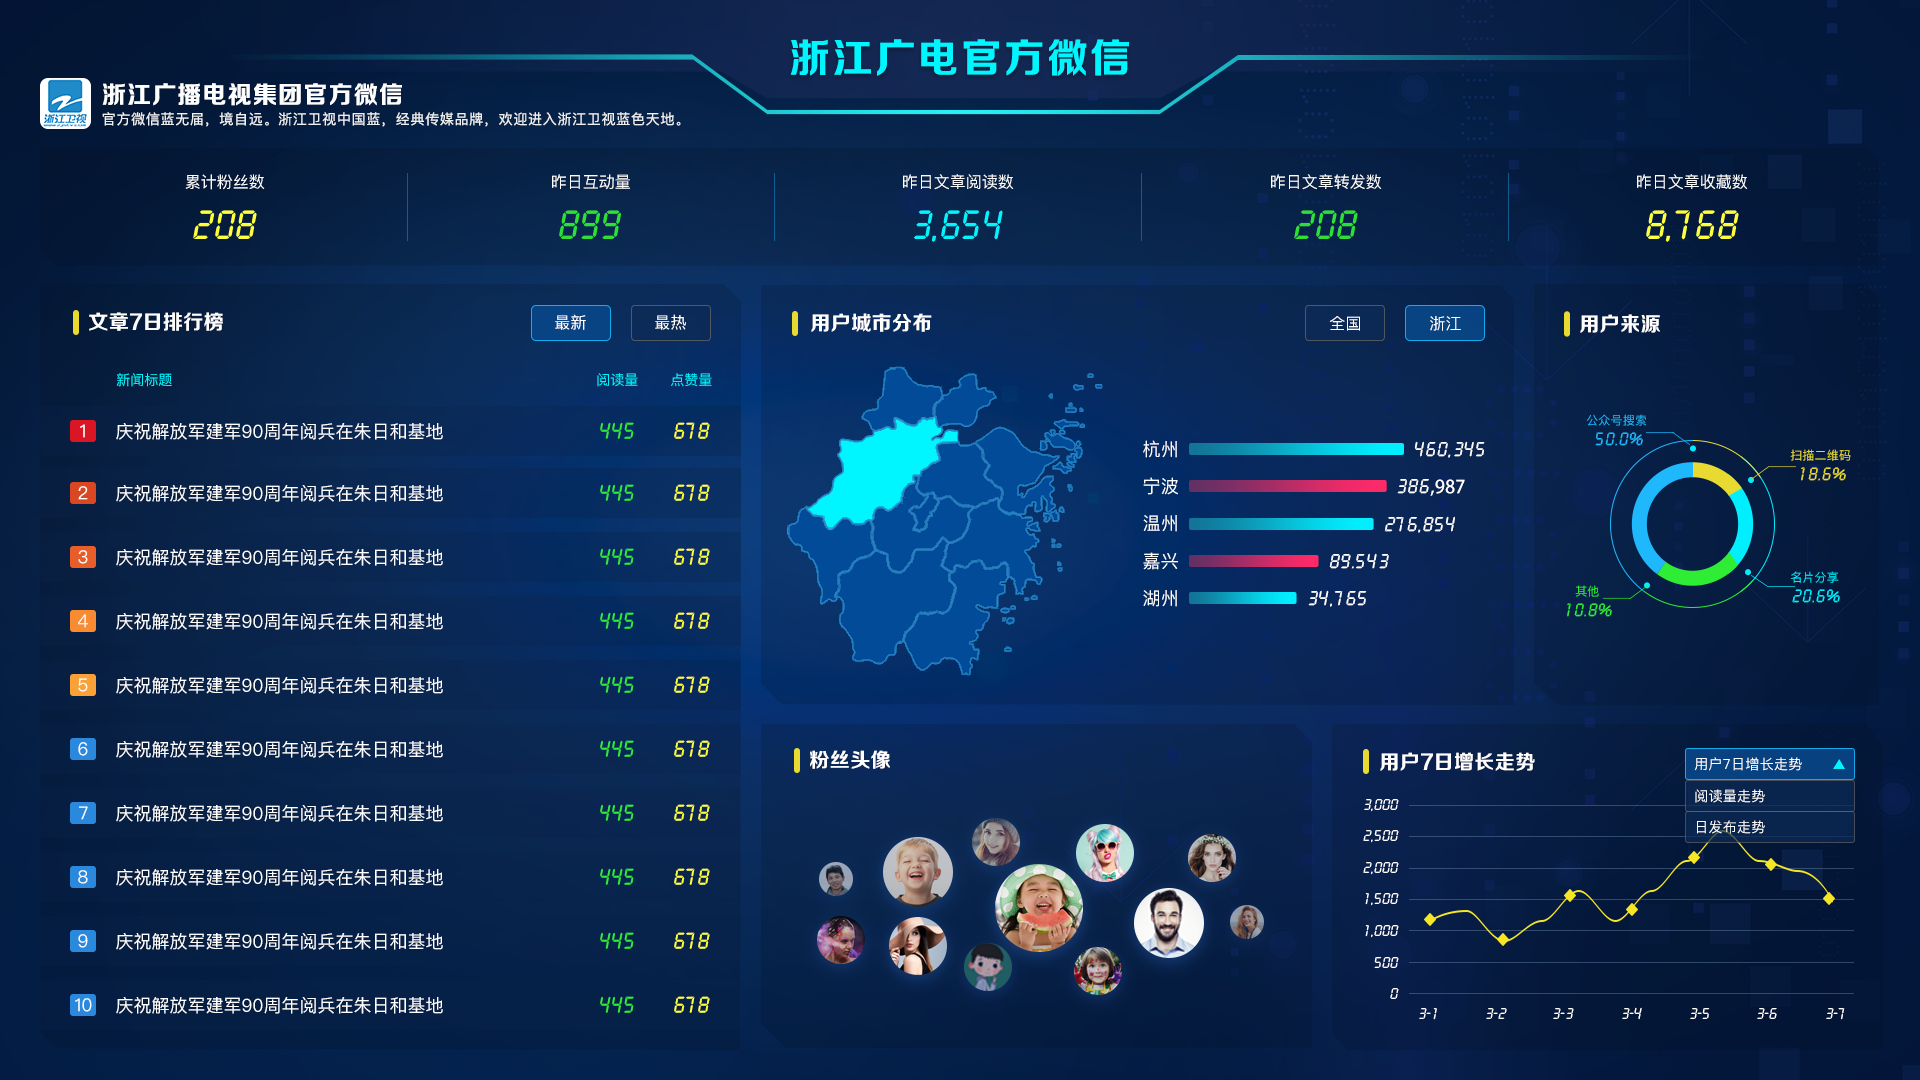 浙江广电官方微信
浙江卫视
浙江广播电视集团官方微信
官方微信蓝无届，境自远。浙江卫视中国蓝，经典传媒品牌，欢迎进入浙江卫视蓝色天地。
累计粉丝数
208
昨日互动量
899
昨日文章阅读数
3,654
昨日文章转发数
208
昨日文章收藏数
8,768
文章7日排行榜
最新 最热
新闻标题 阅读量 点赞量
1 庆祝解放军建军90周年阅兵在朱日和基地 445 678
2 庆祝解放军建军90周年阅兵在朱日和基地 445 678
3 庆祝解放军建军90周年阅兵在朱日和基地 445 678
4 庆祝解放军建军90周年阅兵在朱日和基地 445 678
5 庆祝解放军建军90周年阅兵在朱日和基地 445 678
6 庆祝解放军建军90周年阅兵在朱日和基地 445 678
7 庆祝解放军建军90周年阅兵在朱日和基地 445 678
8 庆祝解放军建军90周年阅兵在朱日和基地 445 678
9 庆祝解放军建军90周年阅兵在朱日和基地 445 678
10 庆祝解放军建军90周年阅兵在朱日和基地 445 678
用户城市分布
全国 浙江
杭州 460,345
宁波 386,987
温州 276,854
嘉兴 89.543
湖州 34,765
用户来源
公众号搜索
50.0%
扫描二维码
18.6%
名片分享
20.6%
其他
10.8%
粉丝头像
用户7日增长走势
用户7日增长走势
阅读量走势
日发布走势
3,000
2,500
2,000
1,500
1,000
500
0
3-1 3-2 3-3 3-4 3-5 3-6 3-7